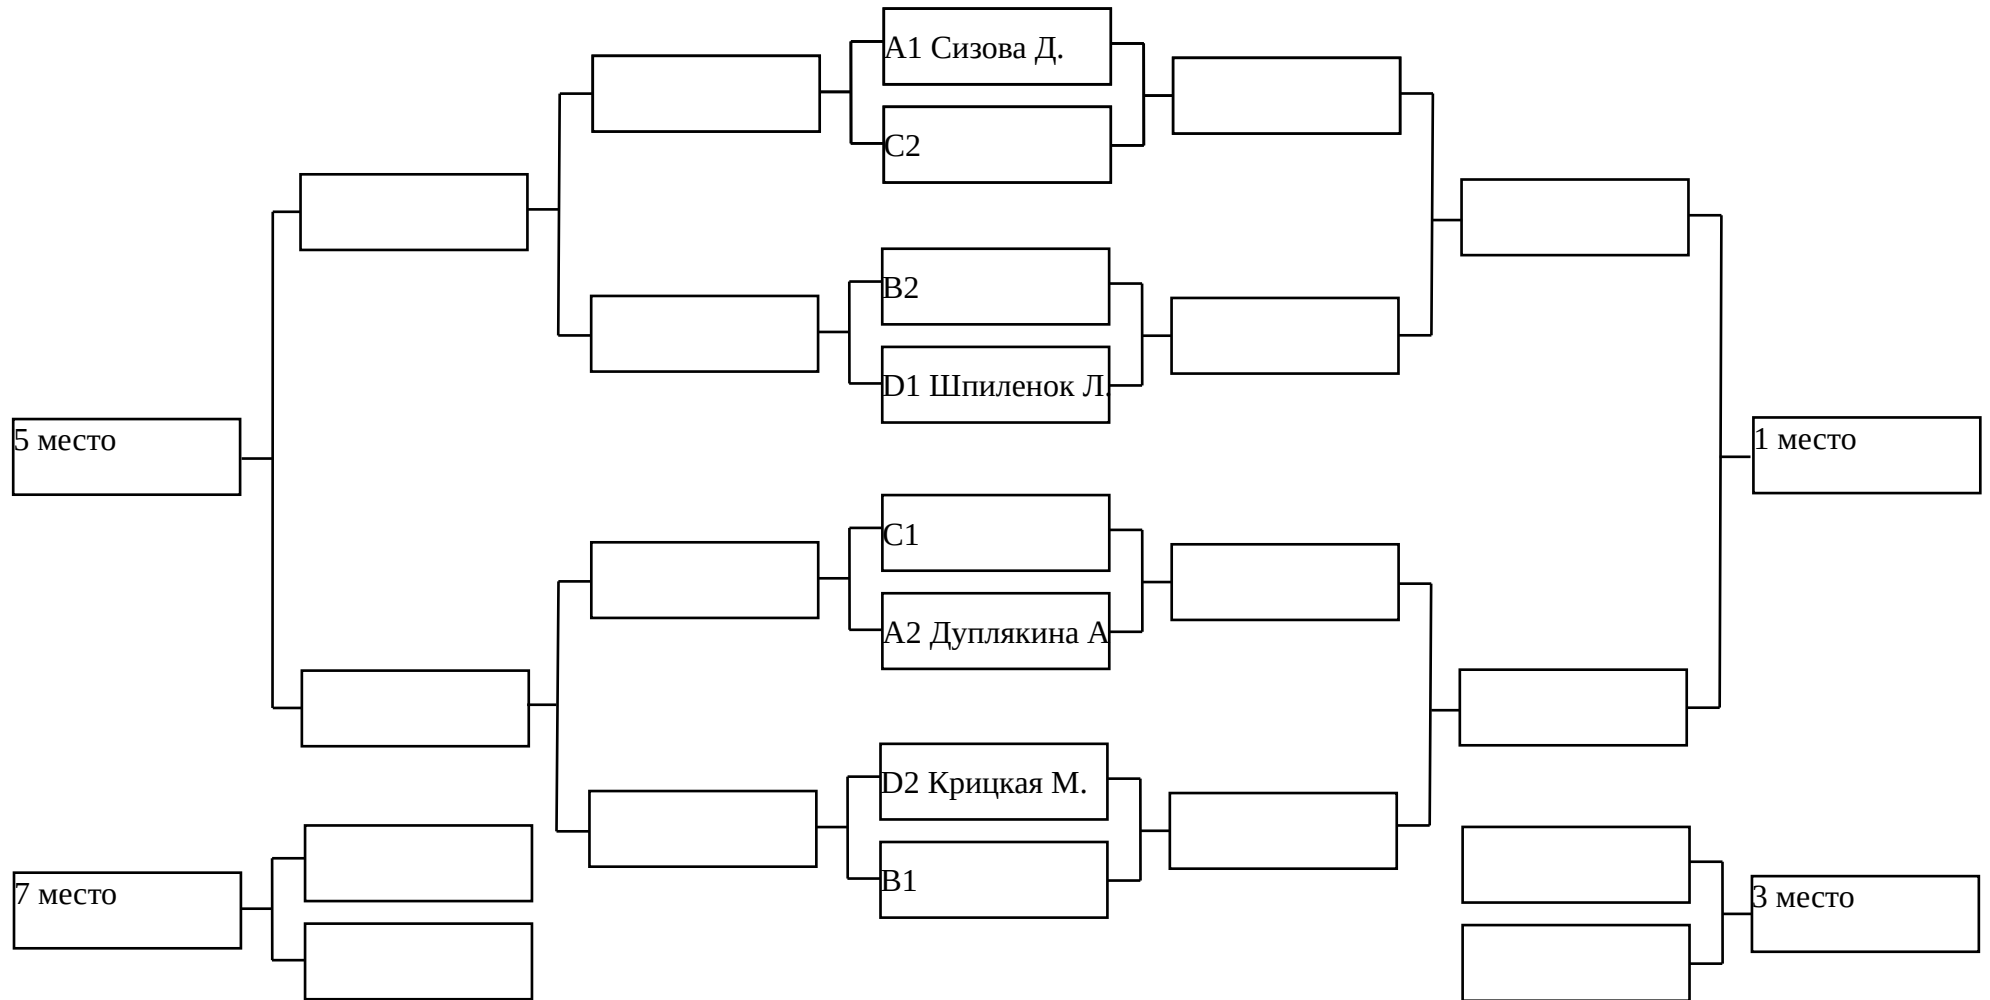 A1 Сизова Д.
C2
B2
D1 Шпиленок Л.
5 место
1 место
C1
A2 Дуплякина А
D2 Крицкая М.
B1
7 место
3 место